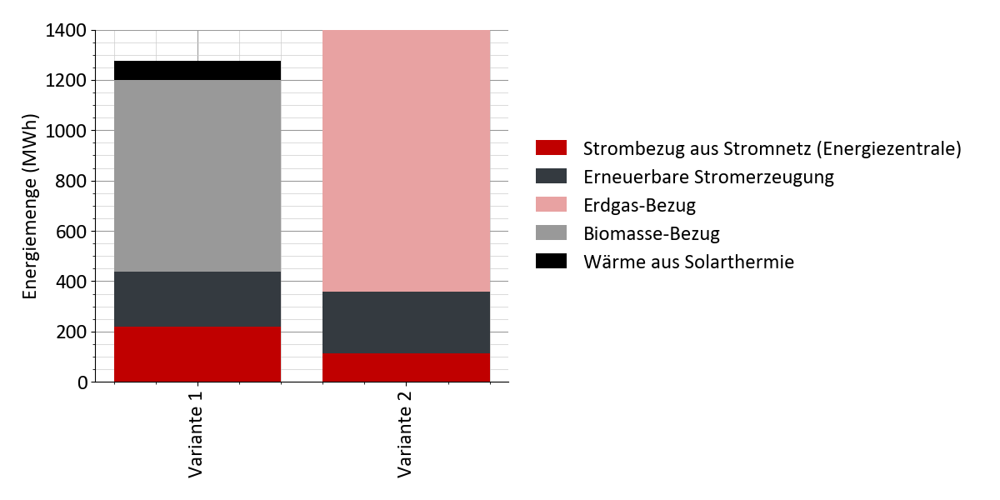 1400
1200
1000
800
600
400
200
0
Energiemenge (MWh)
Variante 1
Variante 2
Strombezug aus Stromnetz (Energiezentrale)
Erneuerbare Stromerzeugung
Erdgas-Bezug
Biomasse-Bezug
Wärme aus Solarthermie